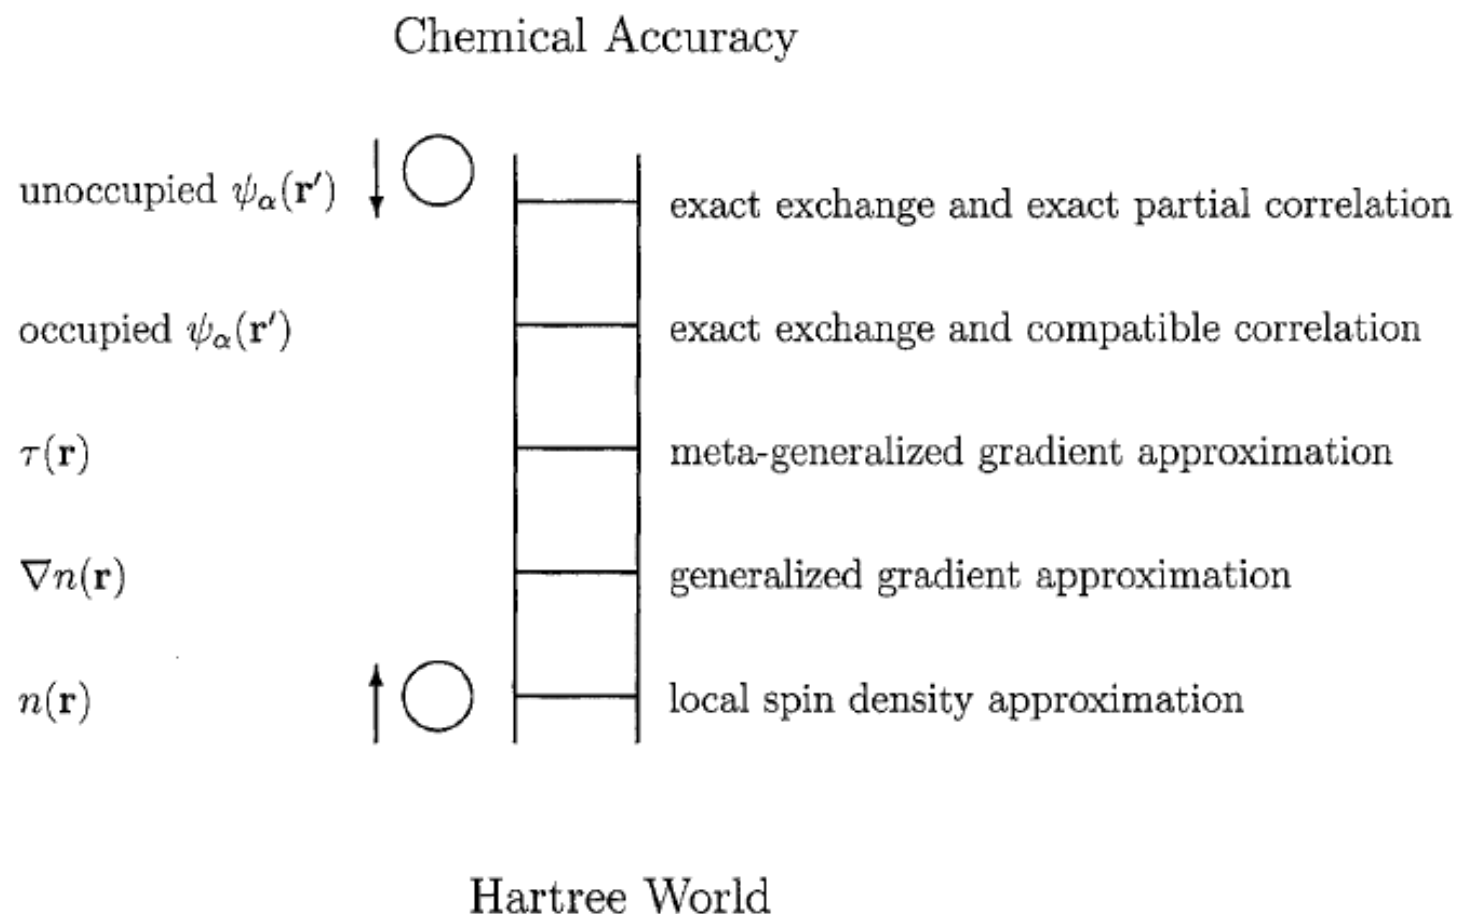 Chemical Accuracy
unoccupied ψα(r′)
exact exchange and exact partial correlation
occupied ψα(r′)
exact exchange and compatible correlation
τ(r)
meta-generalized gradient approximation
∇n(r)
generalized gradient approximation
n(r)
local spin density approximation
Hartree World